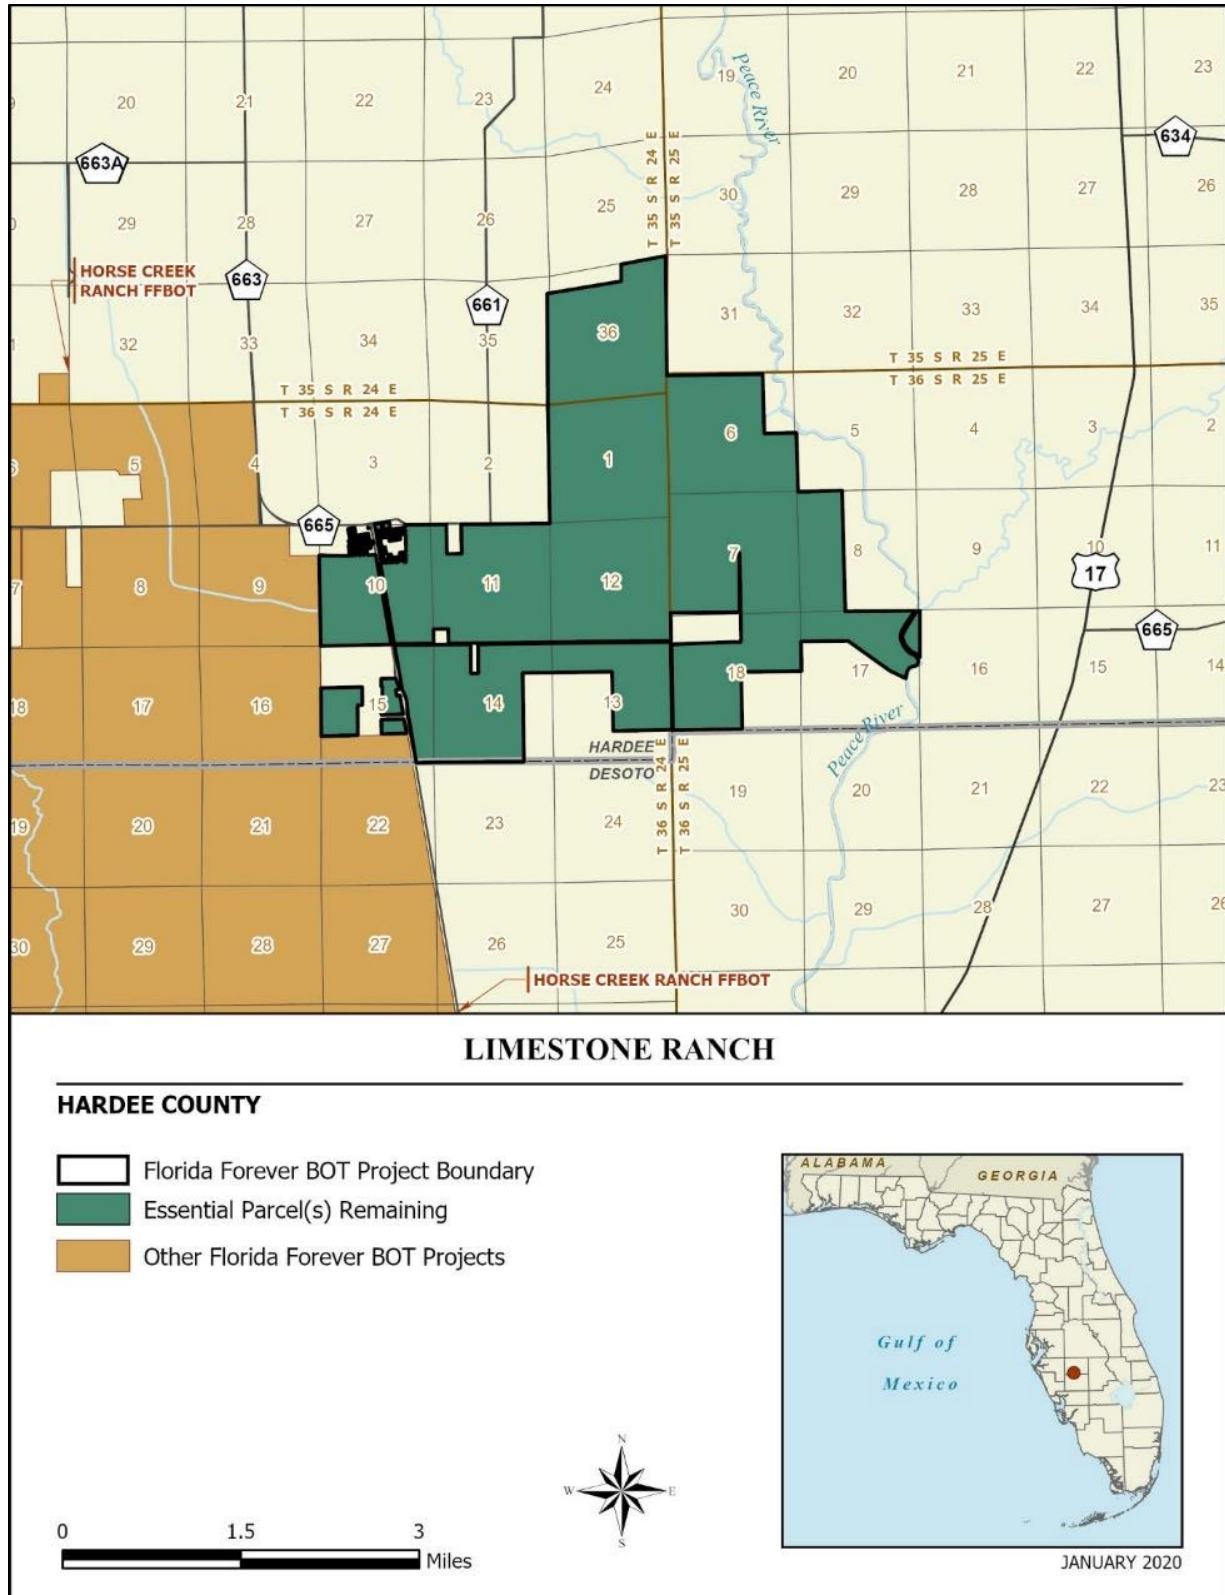 19
20
21
22
23
24
20
21
22
23
Peace River
634
663A
T 35 S R 24 E
T 35 S R 25 E
29
28
27
26
25
30
29
28
27
26
HORSE CREEK
RANCH FFBOT
663
661
32
33
34
35
36
31
32
33
34
35
T 35 S R 24 E
T 36 S R 24 E
T 35 S R 25 E
T 36 S R 25 E
5
4
3
2
1
6
5
4
3
2
665
7
8
9
10
11
12
7
8
9
10
11
17
665
18
17
16
15
14
13
18
17
16
15
14
HARDEE
DESOTO
Peace River
T 36 S R 24 E
T 36 S R 25 E
19
20
21
22
23
24
19
20
21
22
23
30
29
28
27
26
25
30
29
28
27
26
HORSE CREEK RANCH FFBOT
LIMESTONE RANCH
HARDEE COUNTY
Florida Forever BOT Project Boundary
Essential Parcel(s) Remaining
Other Florida Forever BOT Projects
ALABAMA
GEORGIA
Gulf of
Mexico
N
W E
S
0 1.5 3
Miles
JANUARY 2020